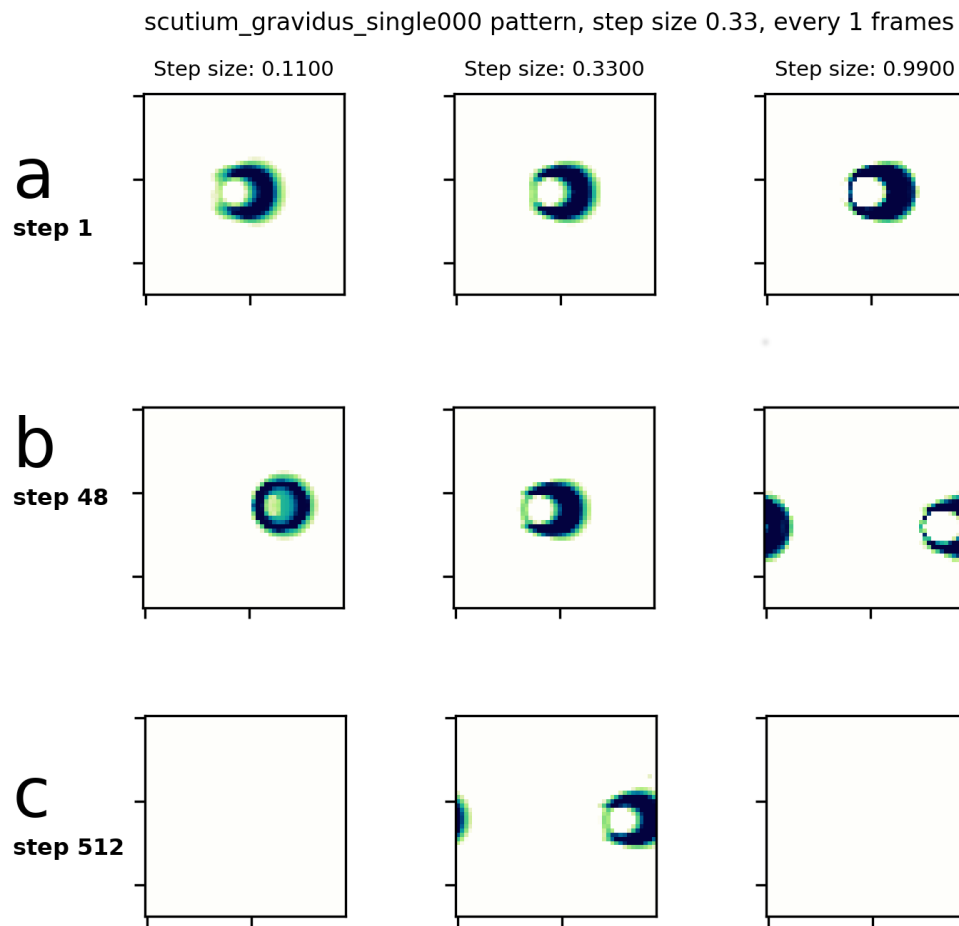 scutium_gravidus_single000 pattern, step size 0.33, every 1 frames
Step size: 0.1100
Step size: 0.3300
Step size: 0.9900
a
step 1
b
step 48
c
step 512